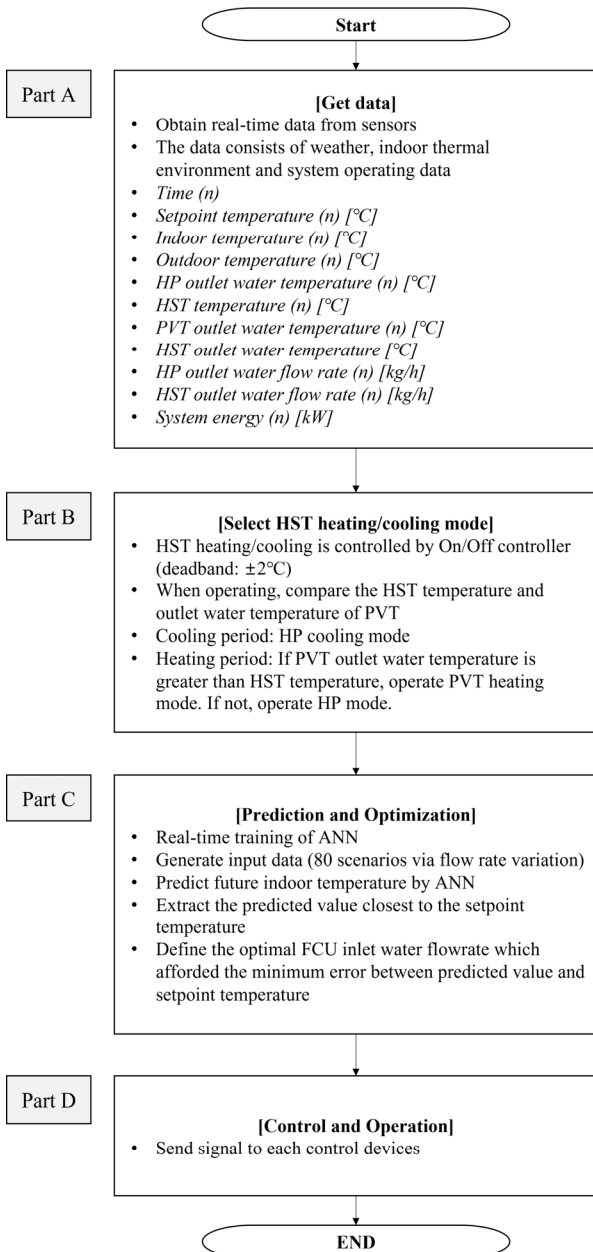 Start
Part A
[Get data]
• Obtain real-time data from sensors
• The data consists of weather, indoor thermal
environment and system operating data
• Time (n)
• Setpoint temperature (n) [℃]
• Indoor temperature (n) [℃]
• Outdoor temperature (n) [℃]
• HP outlet water temperature (n) [℃]
• HST temperature (n) [℃]
• PVT outlet water temperature (n) [℃]
• HST outlet water temperature [℃]
• HP outlet water flow rate (n) [kg/h]
• HST outlet water flow rate (n) [kg/h]
• System energy (n) [kW]
Part B
[Select HST heating/cooling mode]
• HST heating/cooling is controlled by On/Off controller
(deadband: ±2℃)
• When operating, compare the HST temperature and
outlet water temperature of PVT
• Cooling period: HP cooling mode
• Heating period: If PVT outlet water temperature is
greater than HST temperature, operate PVT heating
mode. If not, operate HP mode.
Part C
[Prediction and Optimization]
• Real-time training of ANN
• Generate input data (80 scenarios via flow rate variation)
• Predict future indoor temperature by ANN
• Extract the predicted value closest to the setpoint
temperature
• Define the optimal FCU inlet water flowrate which
afforded the minimum error between predicted value and
setpoint temperature
Part D
[Control and Operation]
• Send signal to each control devices
END